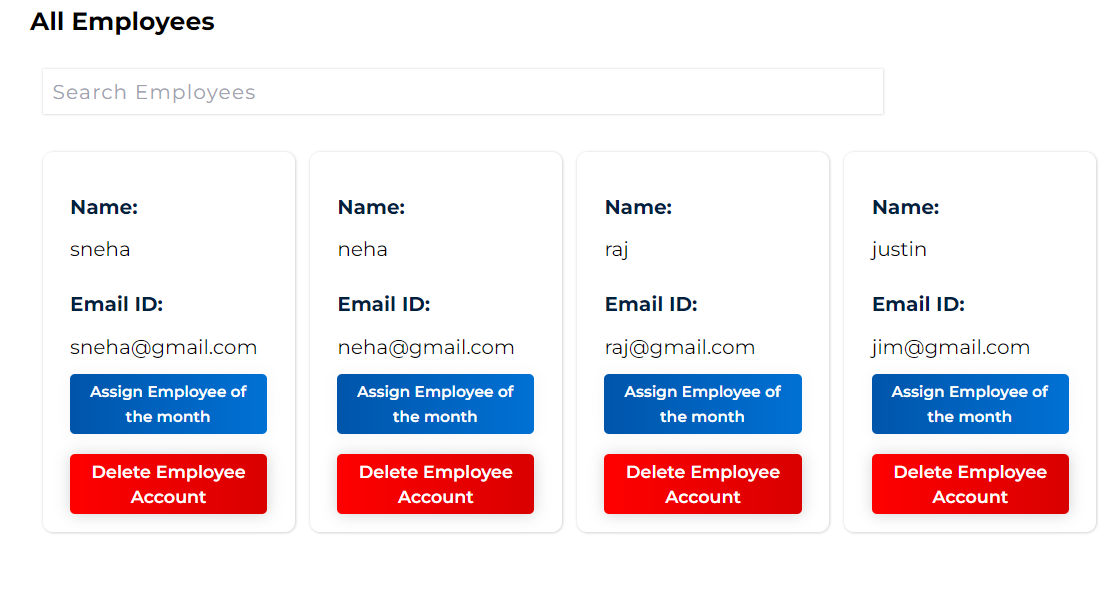 All Employees
Search Employees
Name:
sneha
Email ID:
sneha@gmail.com
Assign Employee of
the month
Delete Employee
Account
Name:
neha
Email ID:
neha@gmail.com
Assign Employee of
the month
Delete Employee
Account
Name:
raj
Email ID:
raj@gmail.com
Assign Employee of
the month
Delete Employee
Account
Name:
justin
Email ID:
jim@gmail.com
Assign Employee of
the month
Delete Employee
Account